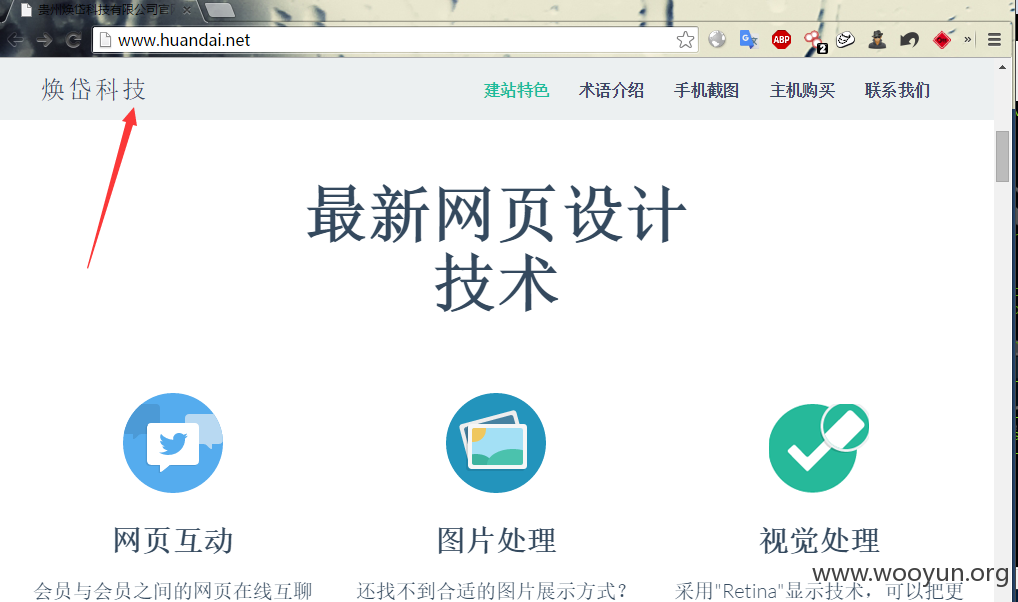 贵州焕岱科技有限公司官
www.huandai.net
ABP
2
焕岱科技
建站特色 术语介绍 手机截图 主机购买 联系我们
最新网页设计
技术
网页互动 图片处理 视觉处理
会员与会员之间的网页在线互聊 还找不到合适的图片展示方式？ 采用"Retina"显示技术，可以把更
www.wooyun.org